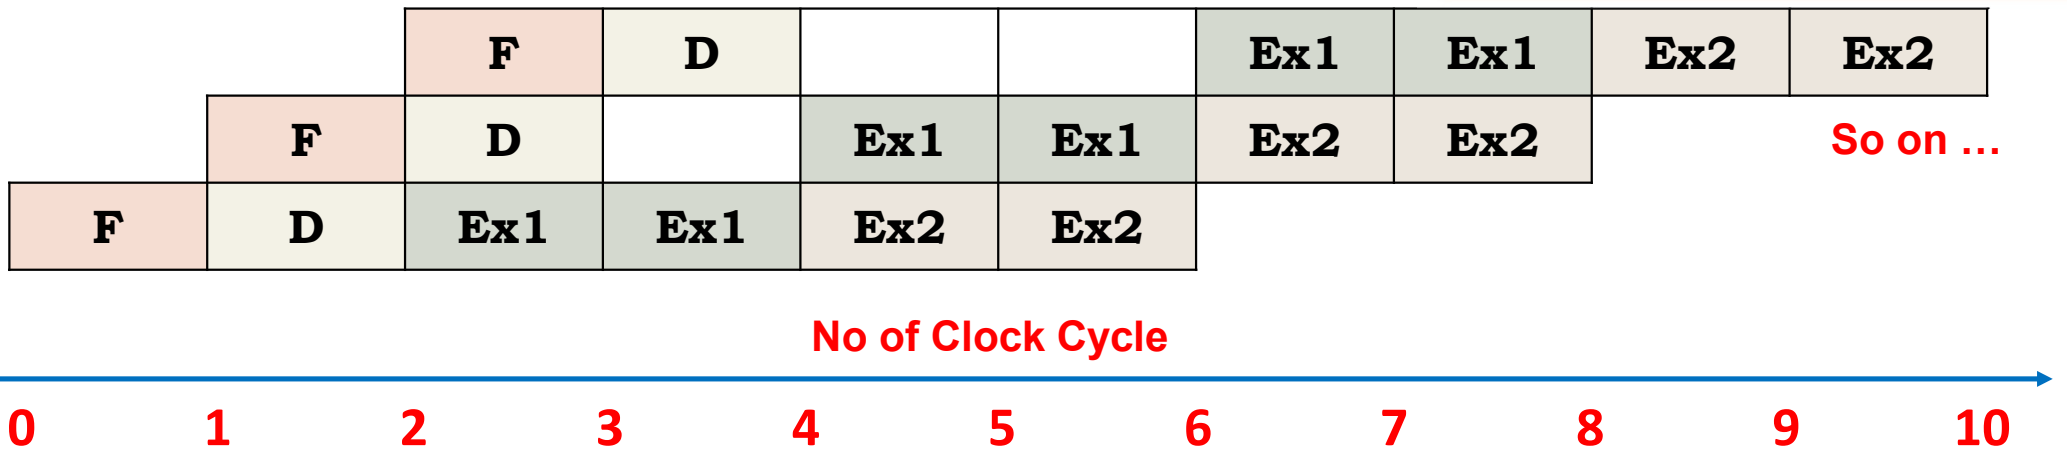 F D Ex1 Ex1 Ex2 Ex2
F D Ex1 Ex1 Ex2 Ex2 So on ...
F D Ex1 Ex1 Ex2 Ex2
No of Clock Cycle
0 1 2 3 4 5 6 7 8 9 10